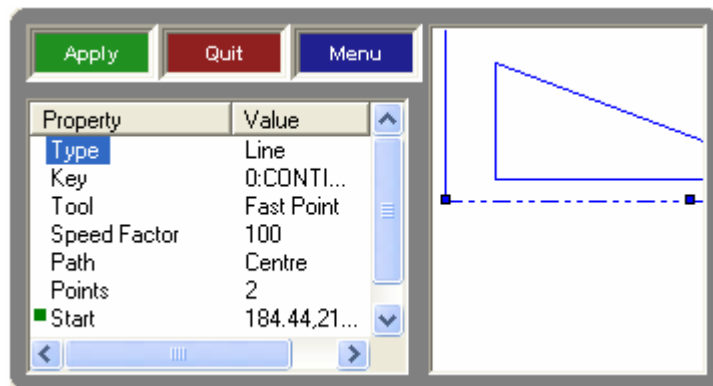 Apply Quit Menu
Property Value
Type Line
Key 0:CONTI...
Tool Fast Point
Speed Factor 100
Path Centre
Points 2
Start 184.44,21...